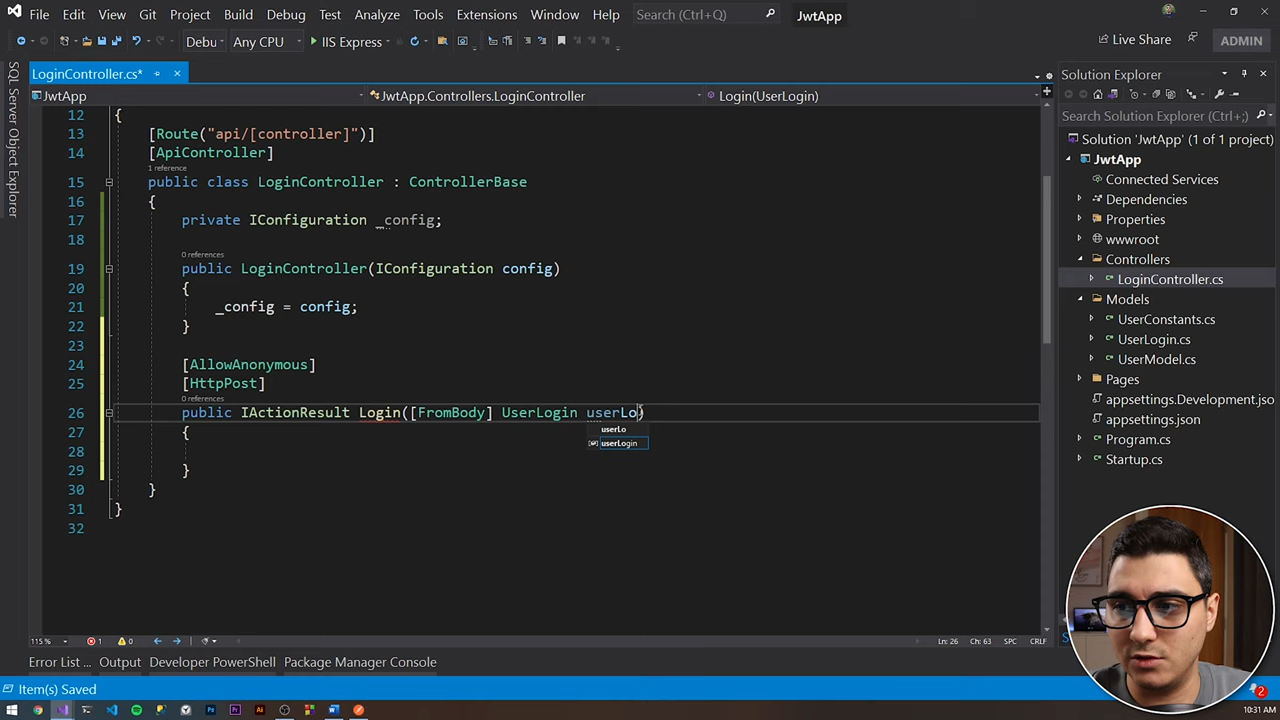 File Edit View Git Project Build Debug Test Analyze Tools Extensions Window Help Search (Ctrl+Q) JwtApp
Debu Any CPU IIS Express Live Share ADMIN
LoginController.cs*
JwtApp JwtApp.Controllers.LoginController Login(UserLogin)
SQL Server Object Explorer
12 {
13 [Route("api/[controller]")]
14 [ApiController]
1 reference
15 public class LoginController : ControllerBase
16 {
17 private IConfiguration _config;
18
0 references
19 public LoginController(IConfiguration config)
20 {
21 _config = config;
22 }
23
24 [AllowAnonymous]
25 [HttpPost]
0 references
26 public IActionResult Login([FromBody] UserLogin userLo)
userLo
27 {
userLogin
28
29 }
30 }
31 }
32
Solution Explorer
Search Solution Explorer (Ctrl+;)
Solution 'JwtApp' (1 of 1 project)
JwtApp
Connected Services
Dependencies
Properties
wwwroot
Controllers
LoginController.cs
Models
UserConstants.cs
UserLogin.cs
UserModel.cs
Pages
appsettings.Development.json
appsettings.json
Program.cs
Startup.cs
115 % 1 0 Ln: 26 Ch: 63 SPC CRLF
Error List ... Output Developer PowerShell Package Manager Console
Item(s) Saved 2
10:31 AM